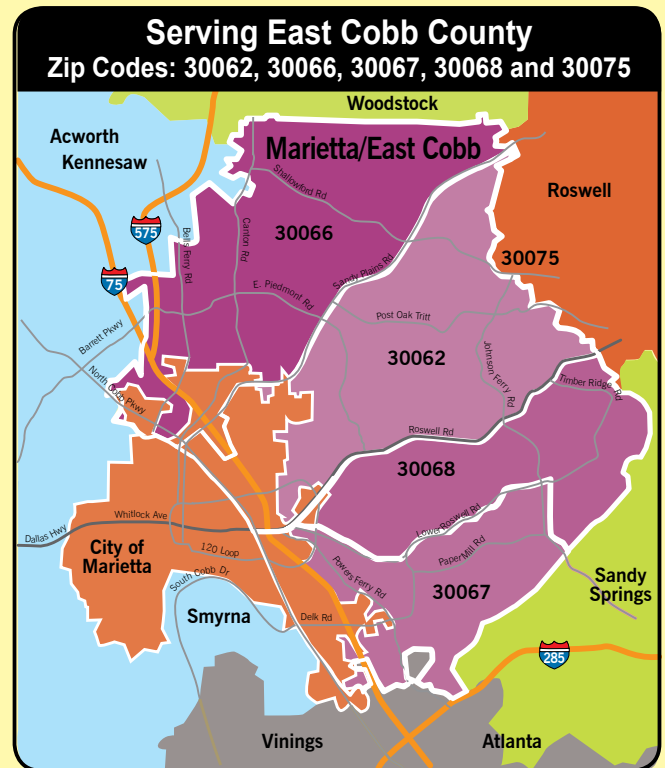 Serving East Cobb County
Zip Codes: 30062, 30066, 30067, 30068 and 30075
Woodstock
Acworth
Kennesaw
Marietta/East Cobb
Roswell
Shallowford Rd
575
Bells Ferry Rd
Canton Rd
30066
30075
75
Sandy Plains Rd
E. Piedmont Rd
Post Oak Tritt
Barrett Pkwy
30062
Johnson Ferry Rd
North Cobb Pkwy
Timber Ridge Rd
Roswell Rd
30068
Whitlock Ave
Lower Roswell Rd
Dallas Hwy
City of
Marietta
120 Loop
PaperMill Rd
South Cobb Dr
Powers Ferry Rd
30067
Sandy
Springs
Smyrna
Delk Rd
285
Vinings
Atlanta